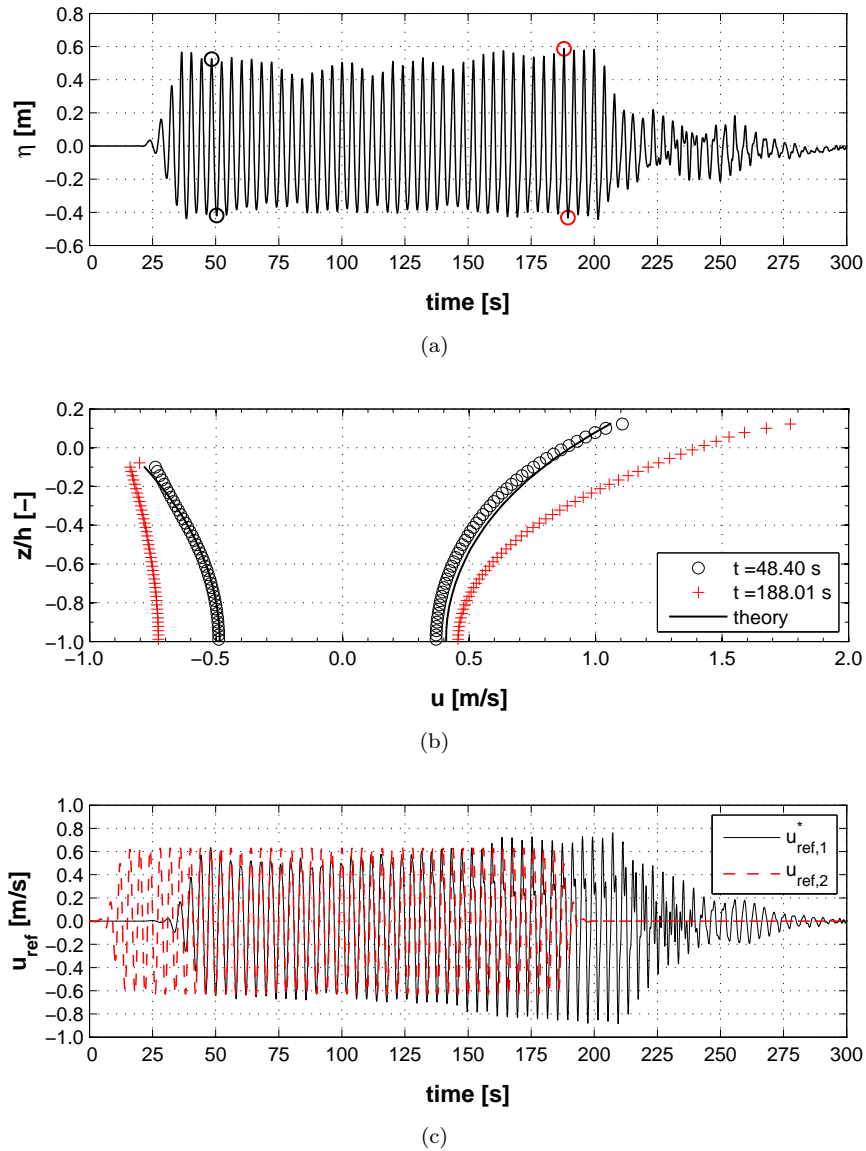 0.8
0.6
0.4
0.2
0.0
−0.2
−0.4
−0.6
η [m]
0 25 50 75 100 125 150 175 200 225 250 275 300
time [s]
(a)
0.2
0.0
−0.2
−0.4
−0.6
−0.8
−1.0
z/h [−]
t =48.40 s
t =188.01 s
theory
−1.0 −0.5 0.0 0.5 1.0 1.5 2.0
u [m/s]
(b)
1.0
0.8
0.6
0.4
0.2
0.0
−0.2
−0.4
−0.6
−0.8
−1.0
u_ref [m/s]
u*_ref,1
u_ref,2
0 25 50 75 100 125 150 175 200 225 250 275 300
time [s]
(c)